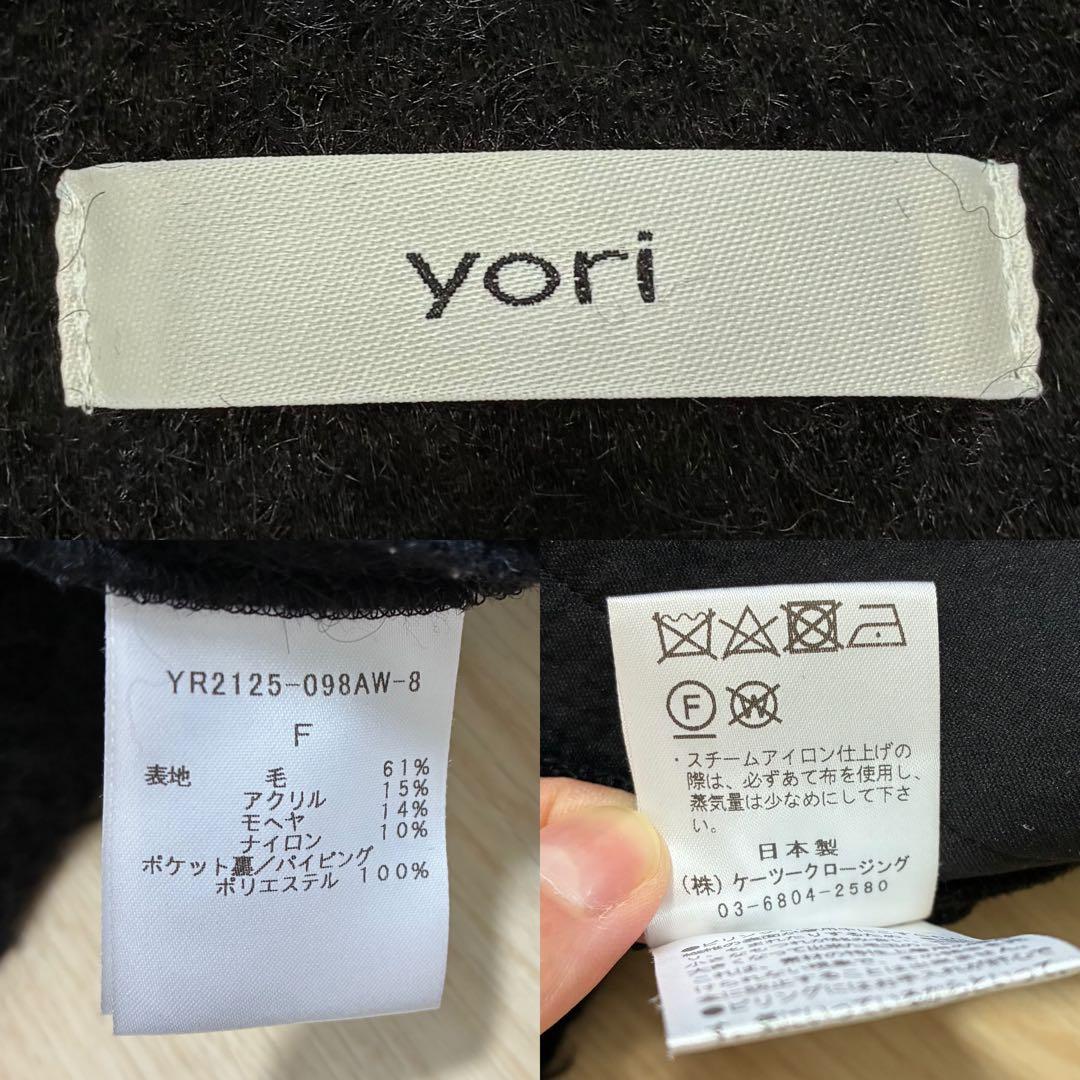 yori
YR2125-098AW-8
F
表地 毛 61%
アクリル 15%
モヘヤ 14%
ナイロン 10%
ポケット裏/パイピング
ポリエステル 100%
F
W
・スチームアイロン仕上げの
際は、必ずあて布を使用し、
蒸気量は少なめにして下さ
い。
日本製
(株)ケーツークロージング
03-6804-2580